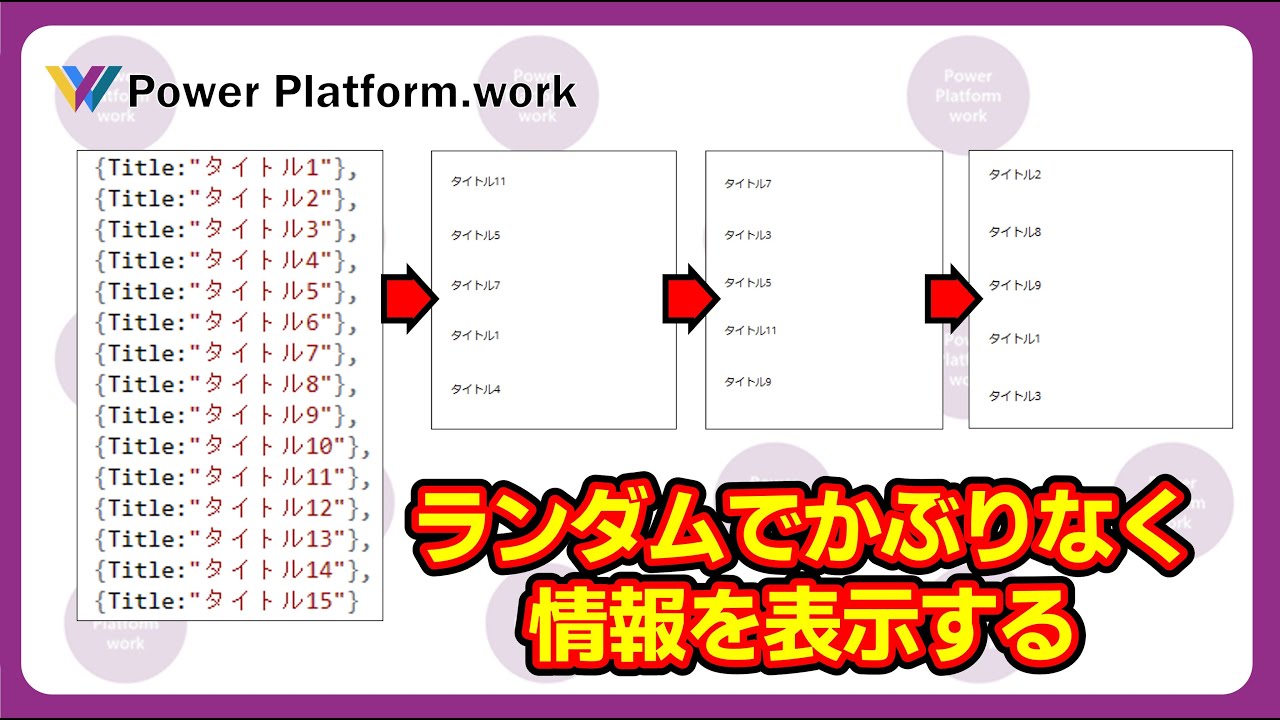 Power Platform.work
{Title:"タイトル1"},
{Title:"タイトル2"},
{Title:"タイトル3"},
{Title:"タイトル4"},
{Title:"タイトル5"},
{Title:"タイトル6"},
{Title:"タイトル7"},
{Title:"タイトル8"},
{Title:"タイトル9"},
{Title:"タイトル10"},
{Title:"タイトル11"},
{Title:"タイトル12"},
{Title:"タイトル13"},
{Title:"タイトル14"},
{Title:"タイトル15"}
タイトル11
タイトル5
タイトル7
タイトル1
タイトル4
タイトル7
タイトル3
タイトル5
タイトル11
タイトル9
タイトル2
タイトル8
タイトル9
タイトル1
タイトル3
ランダムでかぶりなく
情報を表示する
Power
Platform
work